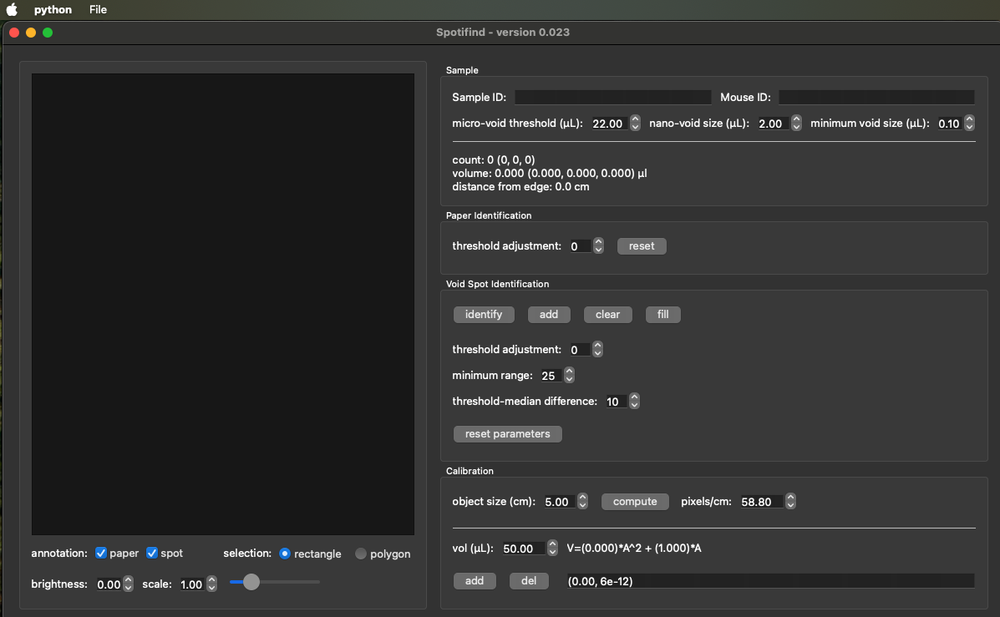 python File
Spotifind - version 0.023
Sample
Sample ID: Mouse ID:
micro-void threshold (µL): 22.00 nano-void size (µL): 2.00 minimum void size (µL): 0.10
count: 0 (0, 0, 0)
volume: 0.000 (0.000, 0.000, 0.000) µl
distance from edge: 0.0 cm
Paper Identification
threshold adjustment: 0 reset
Void Spot Identification
identify add clear fill
threshold adjustment: 0
minimum range: 25
threshold-median difference: 10
reset parameters
Calibration
object size (cm): 5.00 compute pixels/cm: 58.80
vol (µL): 50.00 V=(0.000)*A^2 + (1.000)*A
add del (0.00, 6e-12)
annotation: paper spot selection: rectangle polygon
brightness: 0.00 scale: 1.00